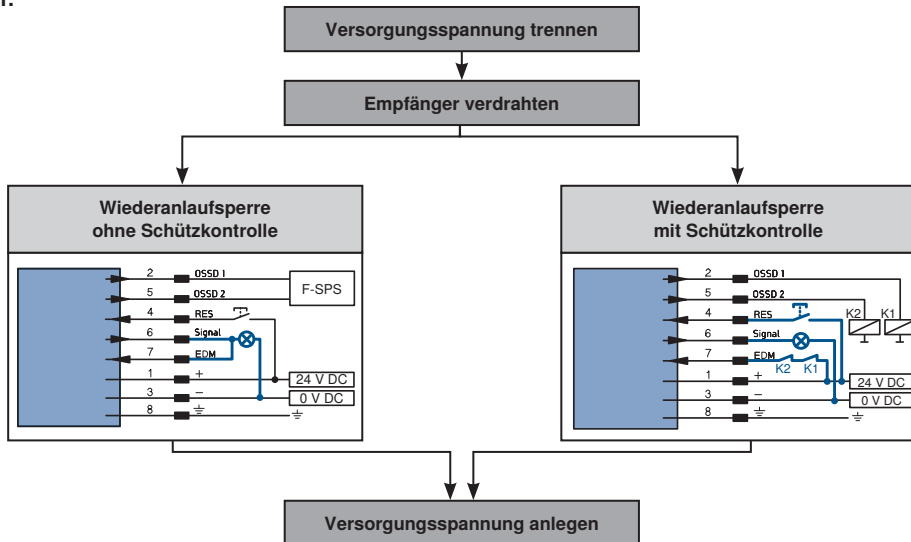 Versorgungsspannung trennen
Empfänger verdrahten
Wiederanlaufsperre
ohne Schützkontrolle
2 OSSD 1
5 OSSD 2
F-SPS
4 RES
6 Signal
7 EDM
1 +
24 V DC
3 −
0 V DC
8
Wiederanlaufsperre
mit Schützkontrolle
2 OSSD 1
5 OSSD 2
4 RES
K2 K1
6 Signal
7 EDM
K2 K1
1 +
24 V DC
3 −
0 V DC
8
Versorgungsspannung anlegen